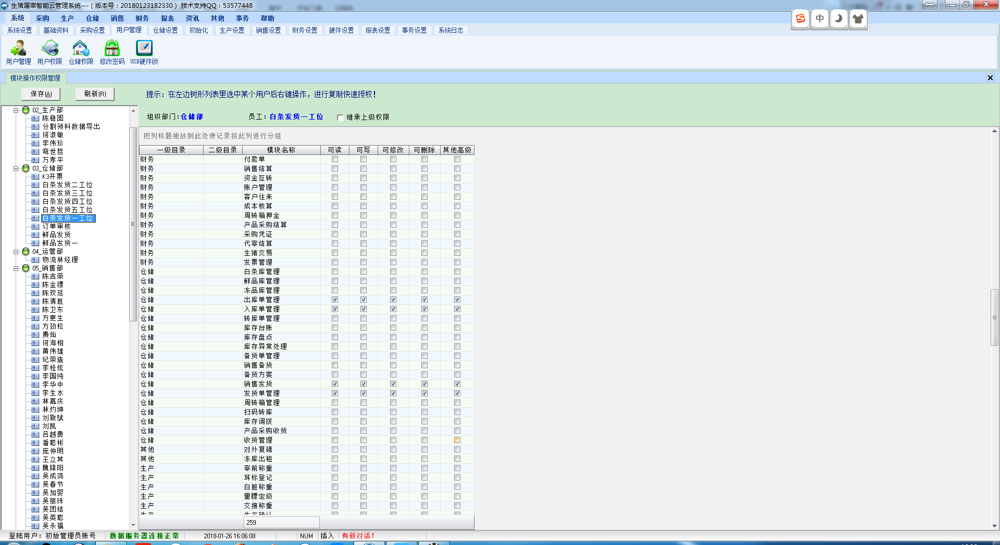 生猪屠宰智能云管理系统---（版本号：20180123182330） 技术支持QQ：53577448
系统 采购 生产 仓储 销售 财务 报表 资讯 其他 事务 帮助
中
系统设置 基础资料 采购设置 用户管理 仓储设置 初始化 生产设置 销售设置 财务设置 硬件设置 报表设置 事务设置 系统日志
用户管理 用户权限 仓储权限 修改密码 USB硬件锁
模块操作权限管理
保存(A) 刷新(R) 提示：在左边树形列表里选中某个用户后右键操作，进行复制快速授权！
组织部门:仓储部 员工：白条发货一工位 继承上级权限
02_生产部
陈稳固
分割领料数据导出
何淑敏
李伟珍
弯世哲
万孝平
03_仓储部
K3开票
白条发货二工位
白条发货三工位
白条发货四工位
白条发货五工位
白条发货一工位
订单审核
鲜品发货
鲜品发货一
04_运管部
物流林经理
05_销售部
陈吉荣
陈金镖
陈玟廷
陈清胜
陈卫东
方更生
方劲松
费灿
何海相
黄伟雄
纪荣造
李桂炫
李国纯
李华中
李生水
林嘉庆
林灼坤
刘敬赋
刘凯
吕越勇
潘聪彬
庞仲明
王立其
魏锋阳
吴成鸿
吴春节
吴加婴
吴丽珠
吴团结
吴英聪
吴永福
把列标题拖放到此处使记录按此列进行分组
一级目录 二级目录 模块名称 可读 可写 可修改 可删除 其他高级
财务 付款单
财务 销售结算
财务 资金互转
财务 账户管理
财务 客户往来
财务 成本核算
财务 周转箱押金
财务 产品采购结算
财务 采购凭证
财务 代宰结算
财务 生猪交易
财务 发票管理
仓储 白条库管理
仓储 鲜品库管理
仓储 冻品库管理
仓储 出库单管理
仓储 入库单管理
仓储 转库单管理
仓储 库存台账
仓储 库存盘点
仓储 库存异常处理
仓储 备货单管理
仓储 销售备货
仓储 备货方案
仓储 销售发货
仓储 发货单管理
仓储 周转箱管理
仓储 扫码转库
仓储 库存调拨
仓储 产品采购收货
仓储 收货管理
其他 对外复磅
其他 冻库出租
生产 宰前称重
生产 耳标登记
生产 白脏称重
生产 量膘定级
生产 交接称重
生产 生产确认
259
登陆用户：初始管理员账号 数据服务器连接正常 2018-01-26 16:06:08 NUM 插入 有新对话！